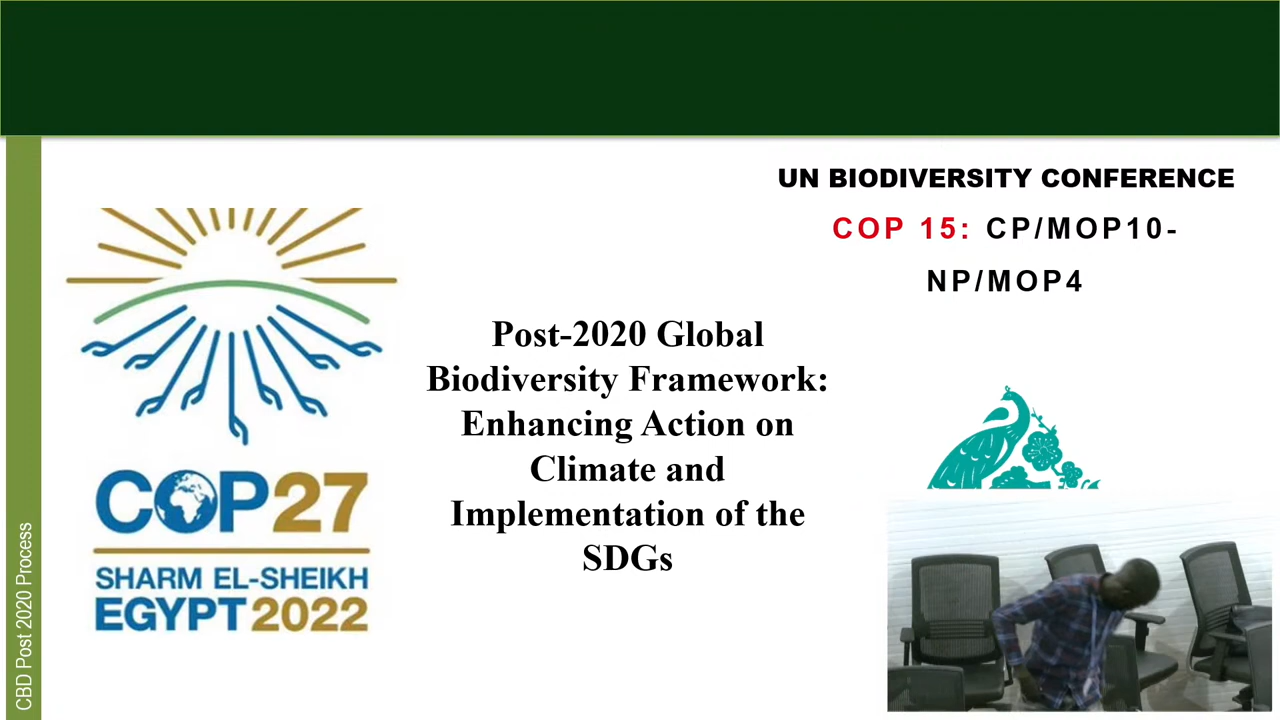 UN BIODIVERSITY CONFERENCE
COP 15: CP/MOP10-
NP/MOP4
Post-2020 Global
Biodiversity Framework:
Enhancing Action on
Climate and
Implementation of the
SDGs
COP27
SHARM EL-SHEIKH
EGYPT 2022
CBD Post 2020 Process